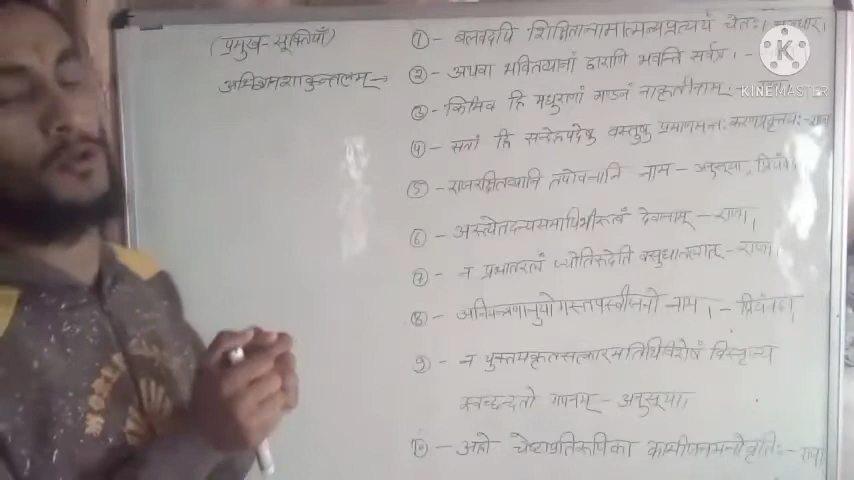 (प्रमुख-सूक्तियाँ)
अभिज्ञानशाकुन्तलम् →
① - बलवदपि शिक्षितानामात्मन्यप्रत्ययं चेतः। सूत्रधार।
② - अथवा भवितव्यानां द्वाराणि भवन्ति सर्वत्र। -
③ - किमिव हि मधुराणां मण्डनं नाकृतीनाम् -
④ - सतां हि सन्देहपदेषु वस्तुषु प्रमाणमन्तःकरणप्रवृत्तयः - राजा
⑤ - राजरक्षितव्यानि तपोवनानि नाम - अनुसूया, प्रियंवदा
⑥ - अस्त्येतदन्यसमाधिभीरुत्वं देवानाम् - राजा।
⑦ - न प्रभातरलं ज्योतिरुदेति वसुधातलात् - राजा।
⑧ - अनियन्त्रणानुयोगस्तपस्वीजनो नाम। - प्रियंवदा
9 - न युक्तमकृतसत्कारमतिथिविशेषं विसृज्य
स्वच्छन्दतो गमनम् - अनुसूया।
⑩ - अहो चेष्टाप्रतिरूपिका कामीजनमनोवृत्तिः - राजा
KINEMASTER